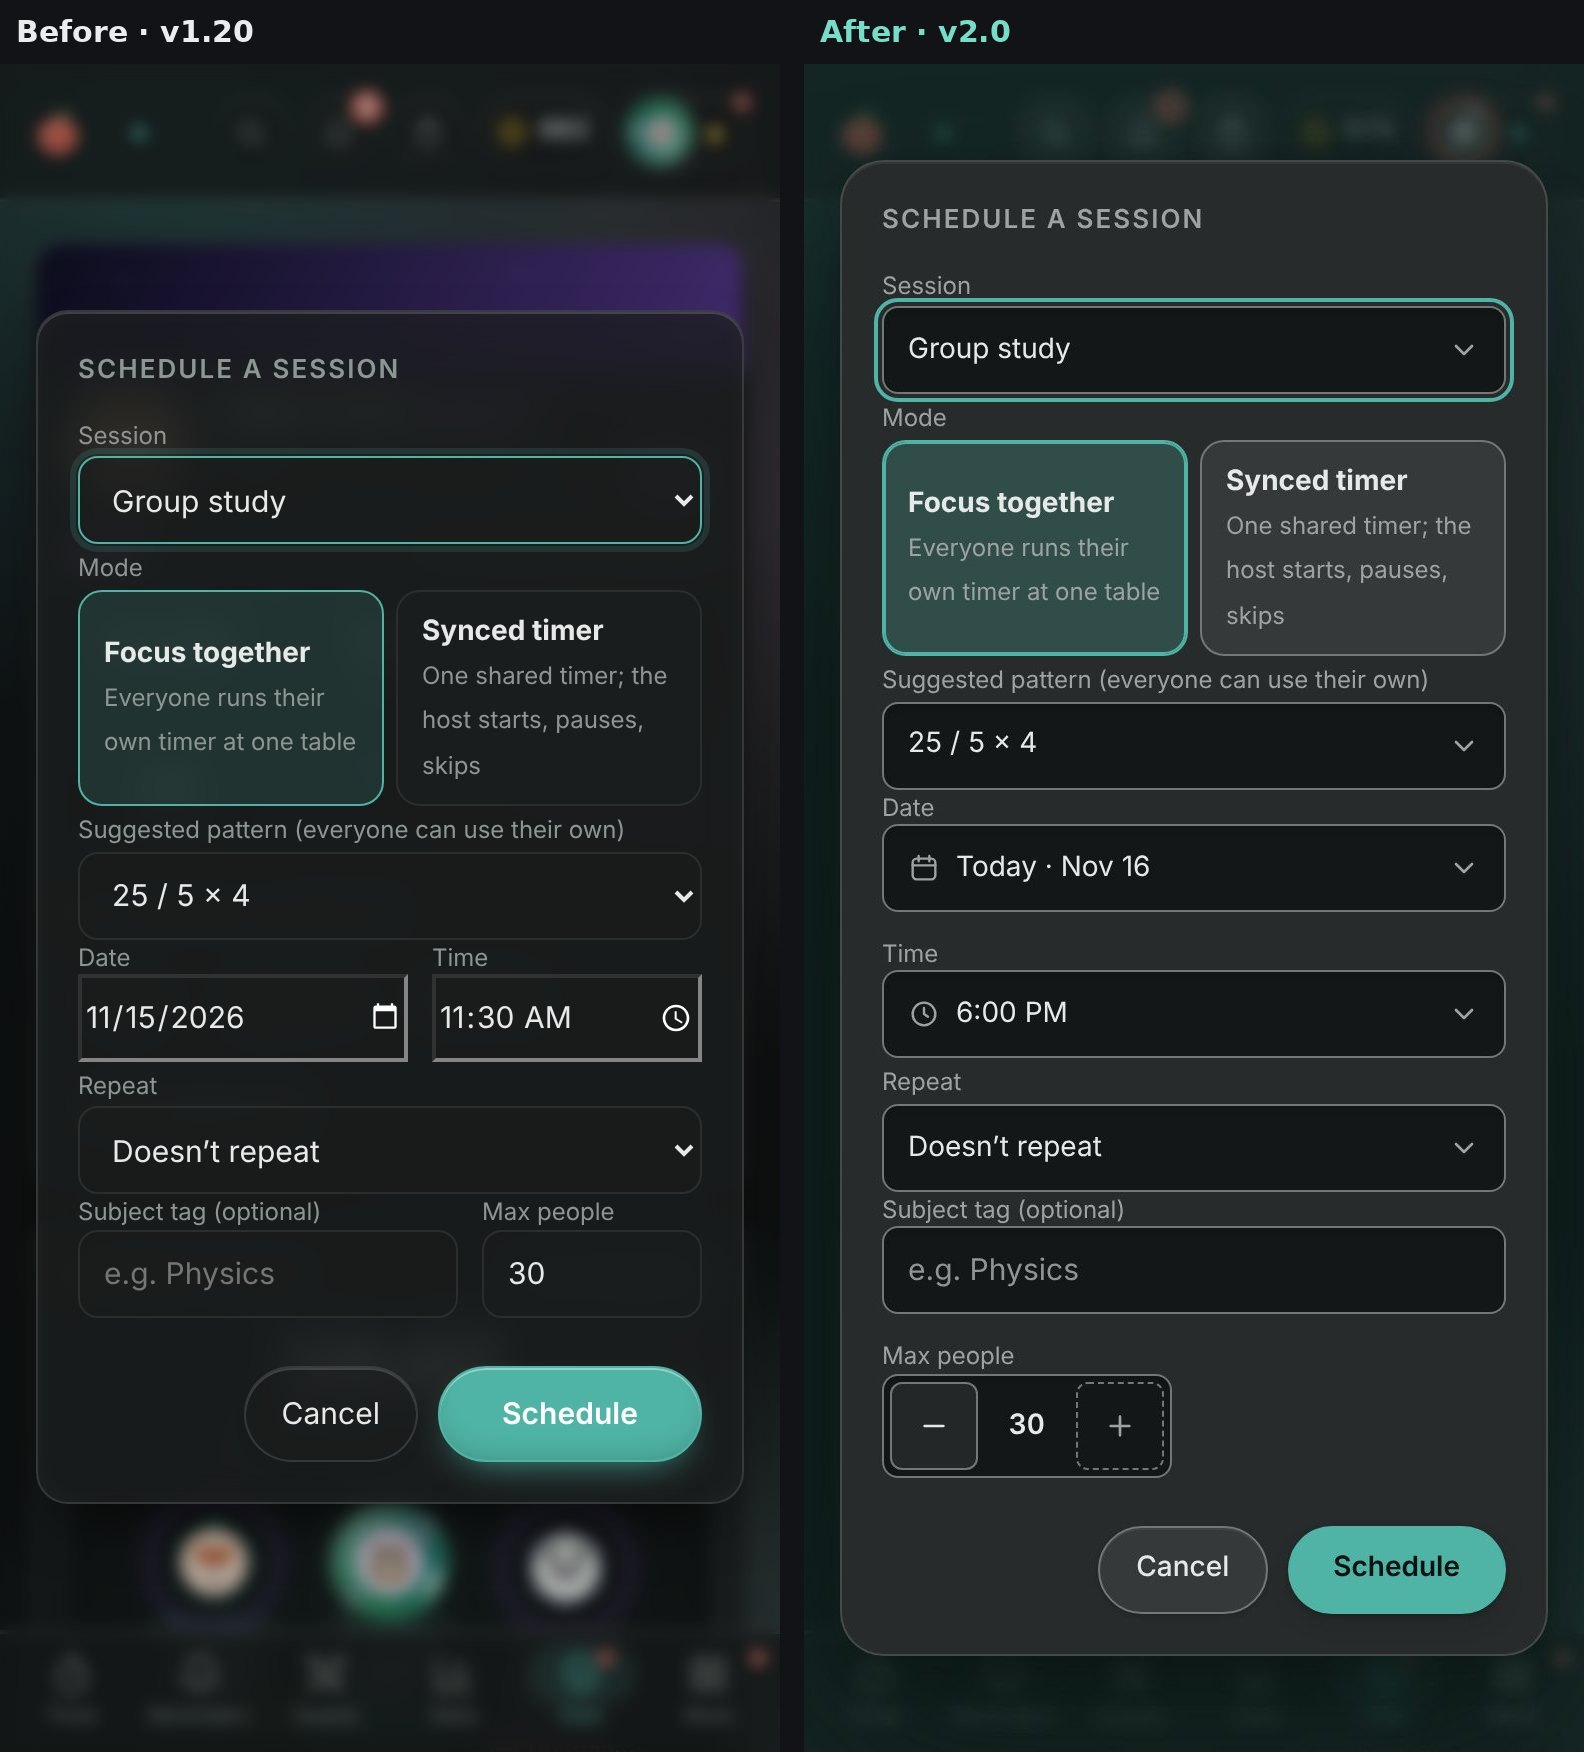 Before · v1.20
SCHEDULE A SESSION
Session
Group study
Mode
Focus together
Everyone runs their
own timer at one table
Synced timer
One shared timer; the
host starts, pauses,
skips
Suggested pattern (everyone can use their own)
25 / 5 × 4
Date
Time
11/15/2026
11:30 AM
Repeat
Doesn’t repeat
Subject tag (optional)
Max people
e.g. Physics
30
Cancel
Schedule
After · v2.0
SCHEDULE A SESSION
Session
Group study
Mode
Focus together
Everyone runs their
own timer at one table
Synced timer
One shared timer; the
host starts, pauses,
skips
Suggested pattern (everyone can use their own)
25 / 5 × 4
Date
Today · Nov 16
Time
6:00 PM
Repeat
Doesn’t repeat
Subject tag (optional)
e.g. Physics
Max people
30
Cancel
Schedule